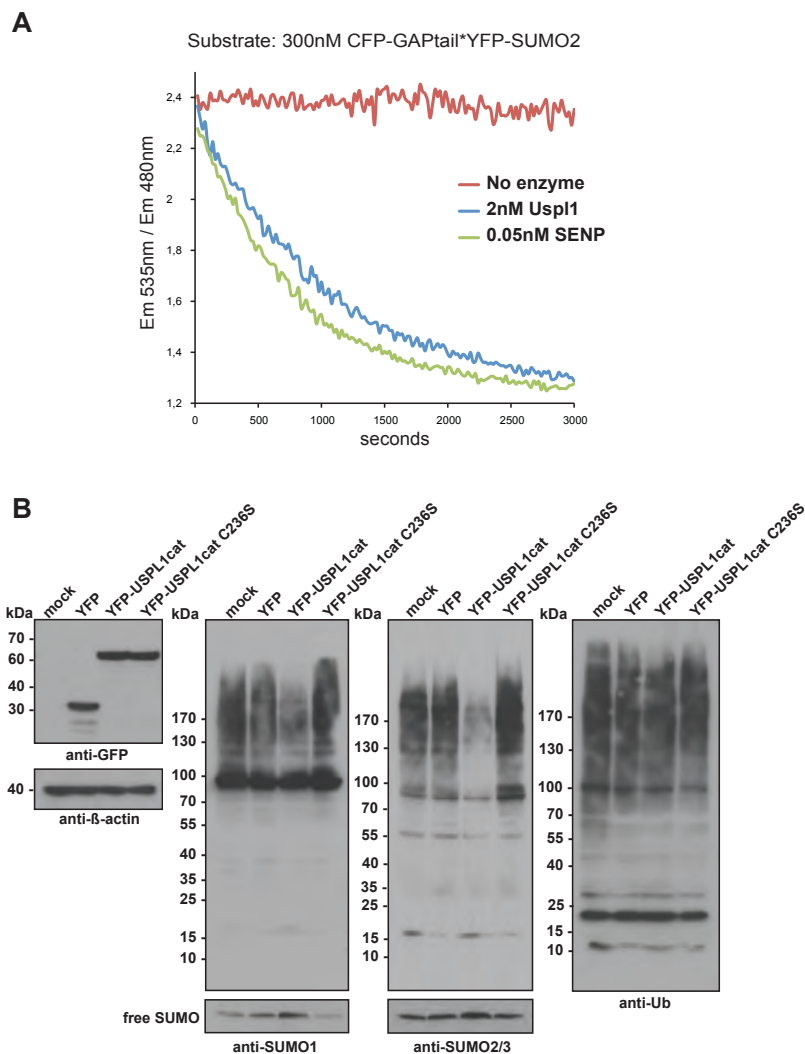 A
Substrate: 300nM CFP-GAPtail*YFP-SUMO2
Em 535nm / Em 480nm
2,4
2,2
2
1,8
1,6
1,4
1,2
No enzyme
2nM Uspl1
0.05nM SENP
0 500 1000 1500 2000 2500 3000
seconds
B
mock YFP YFP-USPL1cat YFP-USPL1cat C236S
kDa
70
60
40
30
anti-GFP
40
anti-ß-actin
mock YFP YFP-USPL1cat YFP-USPL1cat C236S
kDa
170
130
100
70
55
40
35
25
15
10
free SUMO
anti-SUMO1
mock YFP YFP-USPL1cat YFP-USPL1cat C236S
kDa
170
130
100
70
55
40
35
25
15
10
anti-SUMO2/3
mock YFP YFP-USPL1cat YFP-USPL1cat C236S
kDa
170
130
100
70
55
40
35
25
15
10
anti-Ub